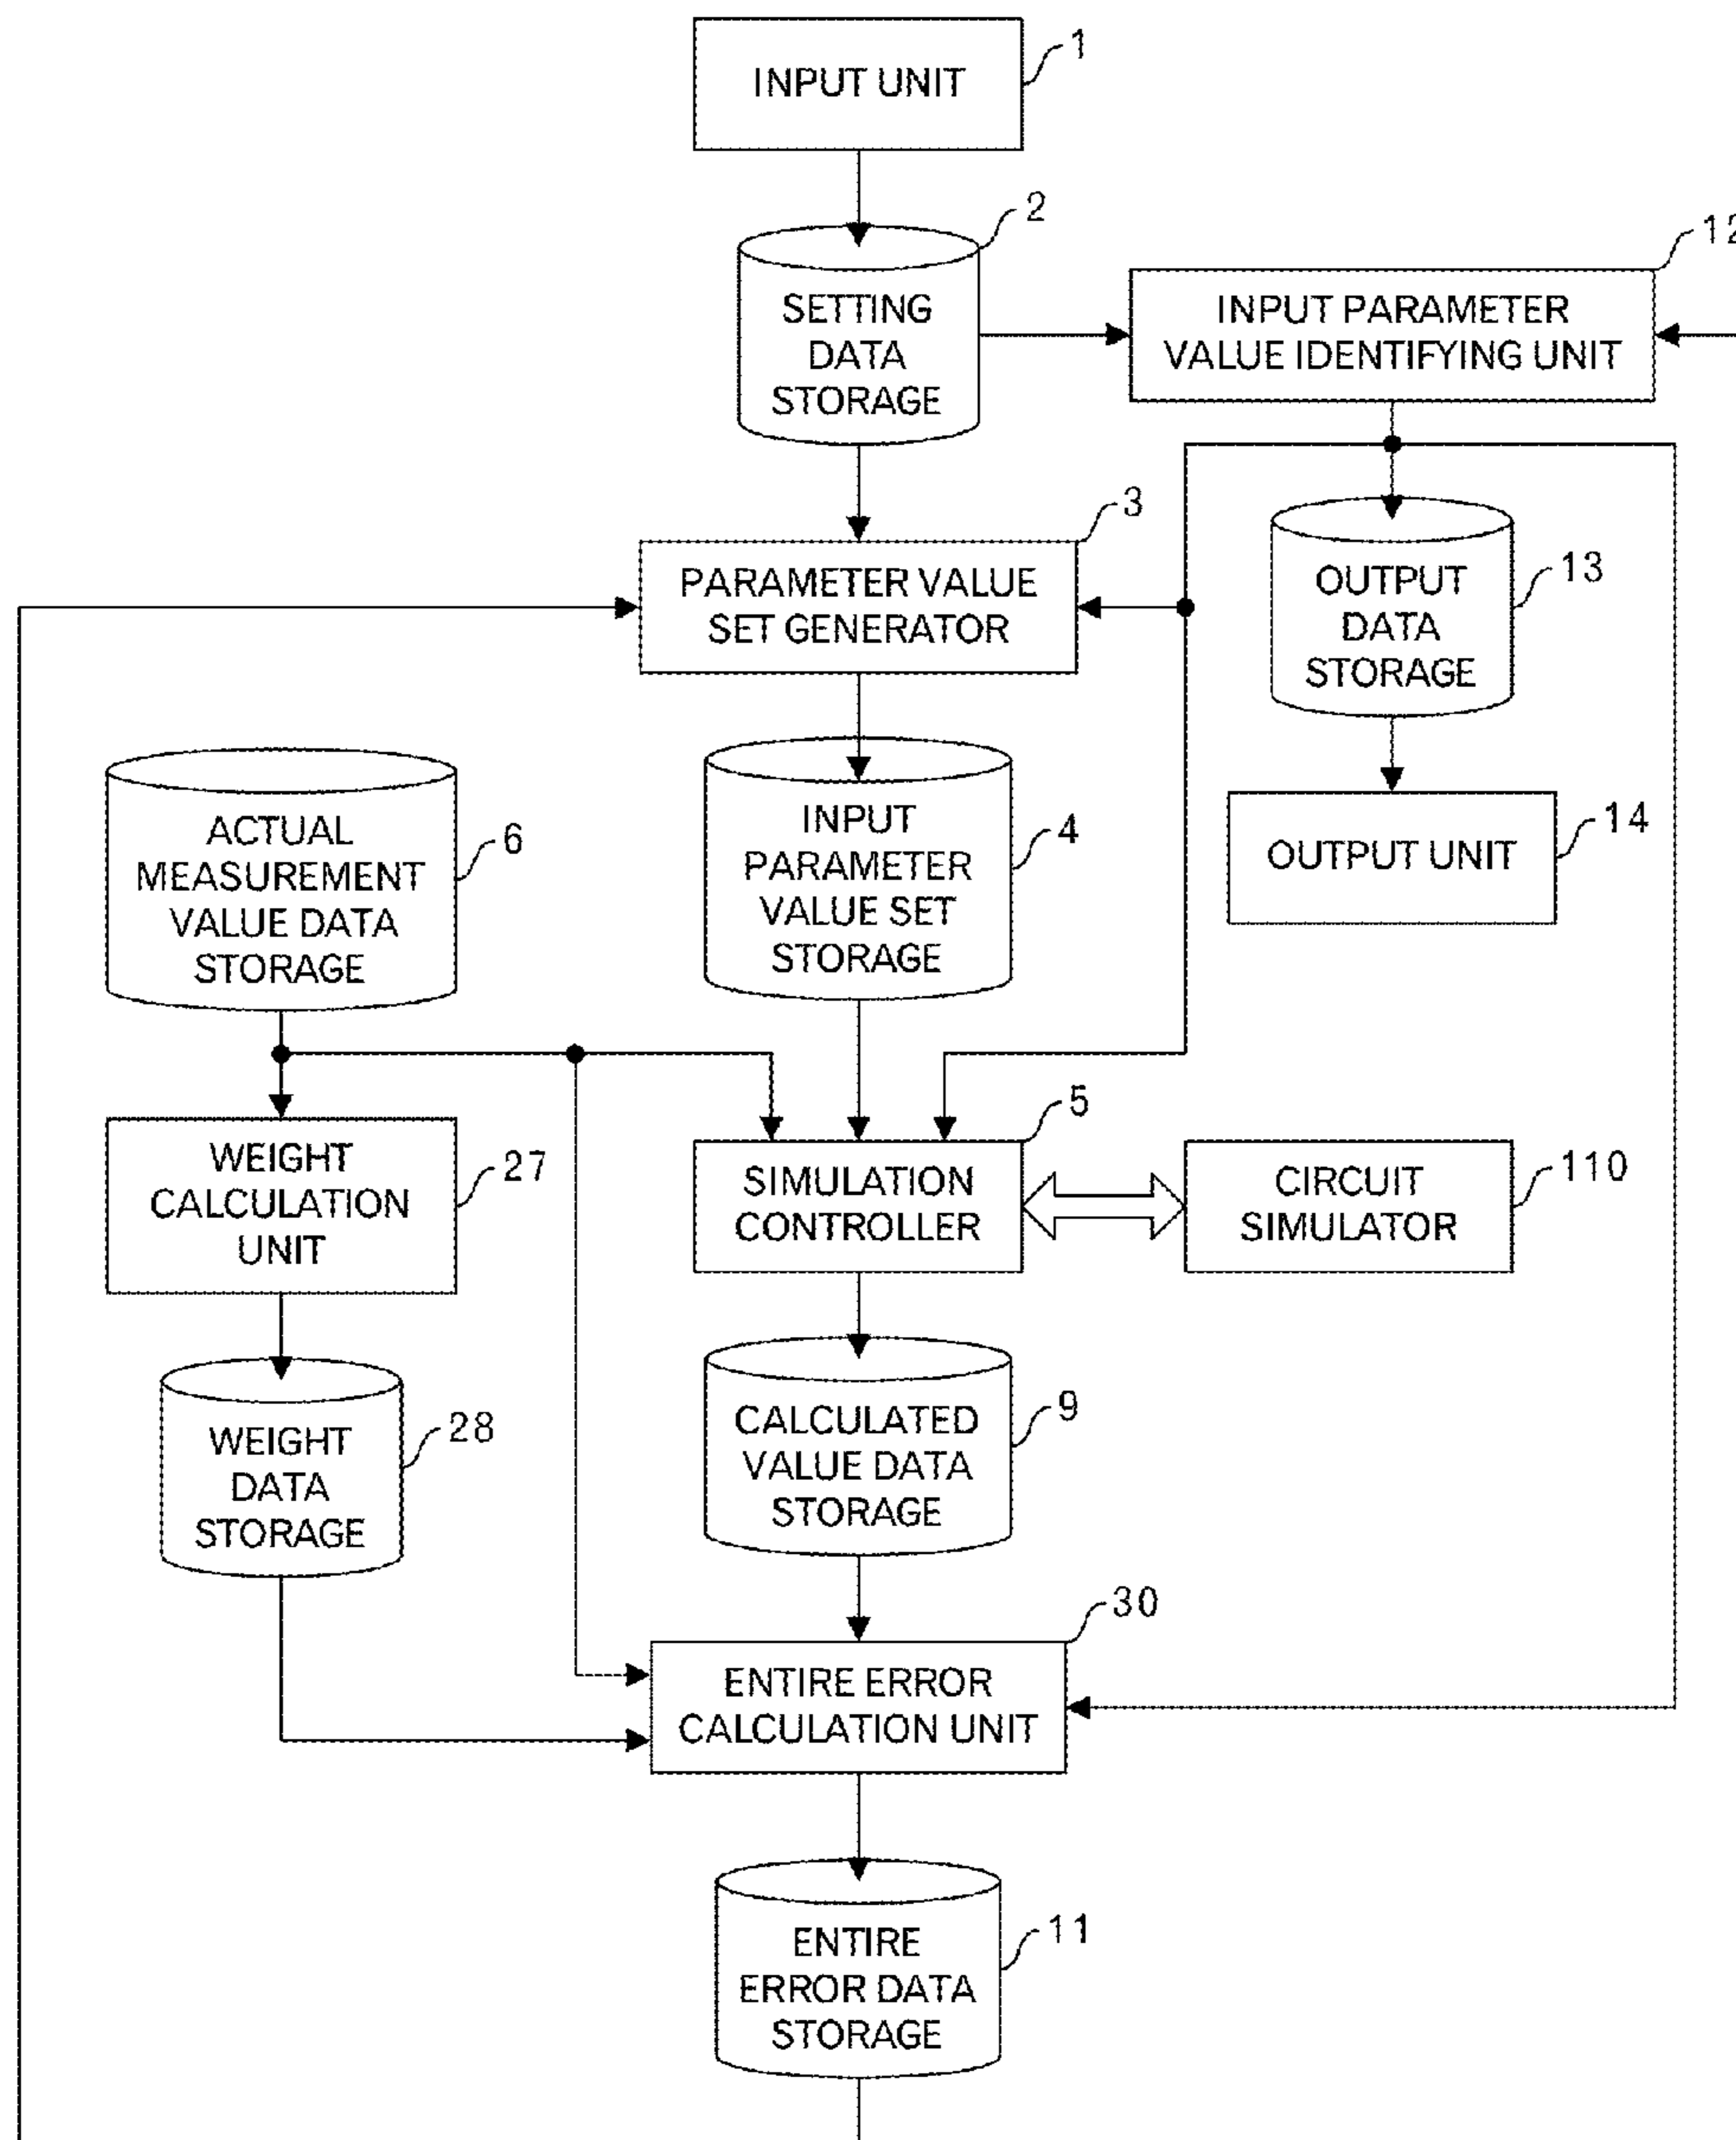 1
INPUT UNIT
2
SETTING
DATA
STORAGE
12
INPUT PARAMETER
VALUE IDENTIFYING UNIT
3
PARAMETER VALUE
SET GENERATOR
13
OUTPUT
DATA
STORAGE
6
ACTUAL
MEASUREMENT
VALUE DATA
STORAGE
4
INPUT
PARAMETER
VALUE SET
STORAGE
14
OUTPUT UNIT
27
WEIGHT
CALCULATION
UNIT
5
SIMULATION
CONTROLLER
110
CIRCUIT
SIMULATOR
28
WEIGHT
DATA
STORAGE
9
CALCULATED
VALUE DATA
STORAGE
30
ENTIRE ERROR
CALCULATION UNIT
11
ENTIRE
ERROR DATA
STORAGE